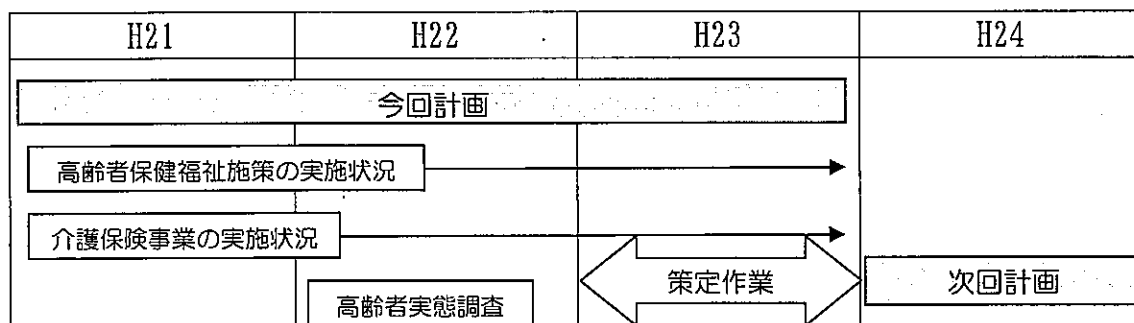 H21 H22 H23 H24
今回計画
高齢者保健福祉施策の実施状況
介護保険事業の実施状況
策定作業 次回計画
高齢者実態調査